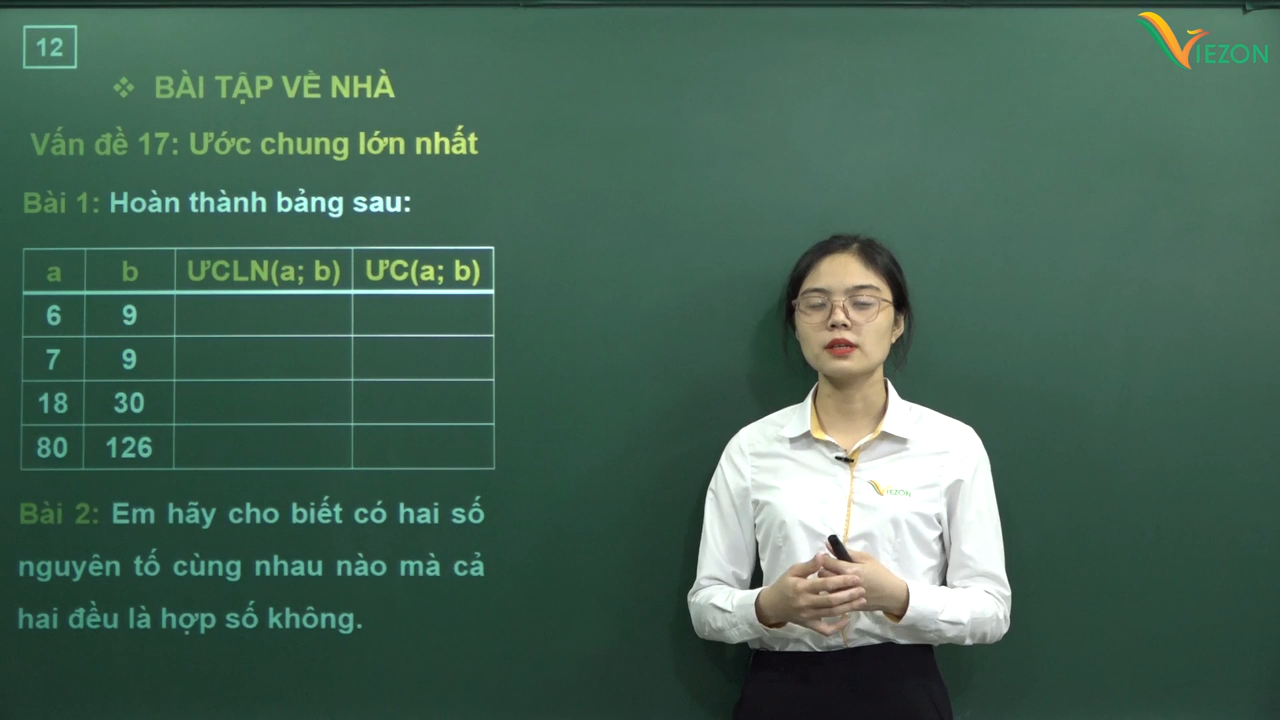 12
VIEZON
❖ BÀI TẬP VỀ NHÀ
Vấn đề 17: Ước chung lớn nhất
Bài 1: Hoàn thành bảng sau:
a b ƯCLN(a; b) ƯC(a; b)
6 9
7 9
18 30
80 126
Bài 2: Em hãy cho biết có hai số
nguyên tố cùng nhau nào mà cả
hai đều là hợp số không.
VIEZON